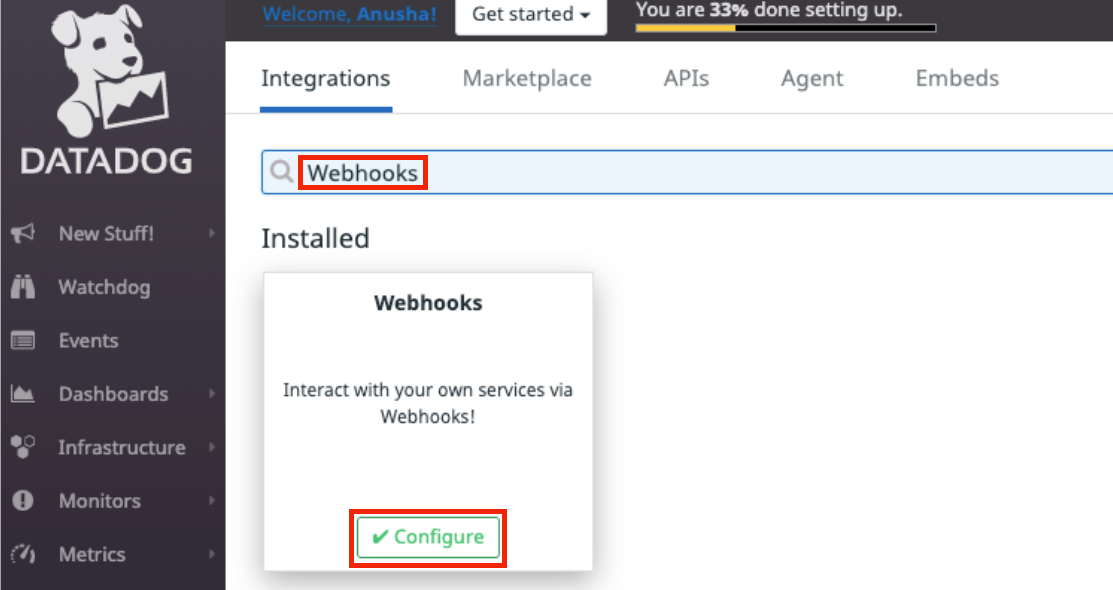 Welcome, Anusha!
Get started
You are 33% done setting up.
DATADOG
Integrations
Marketplace
APIs
Agent
Embeds
Webhooks
New Stuff!
Watchdog
Events
Dashboards
Infrastructure
Monitors
Metrics
Installed
Webhooks
Interact with your own services via
Webhooks!
✔ Configure